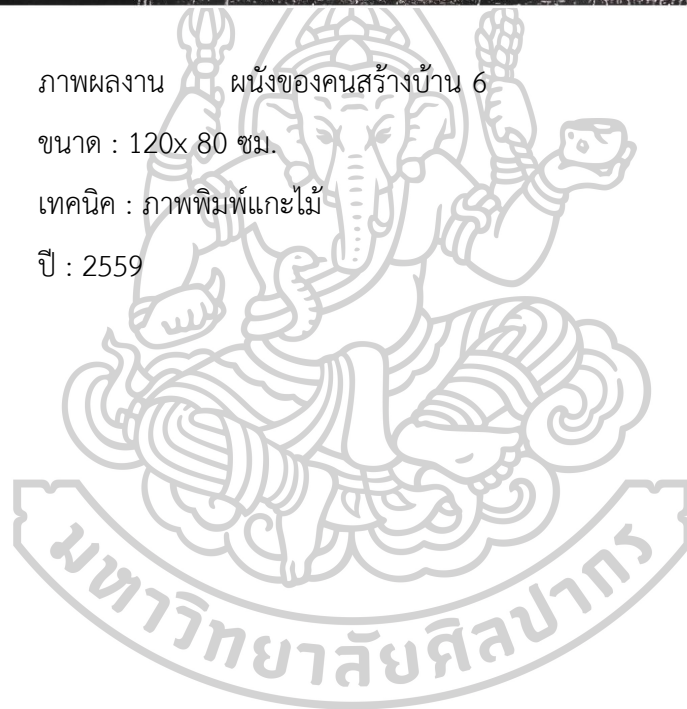 ภาพผลงาน ผนังของคนสร้างบ้าน 6
ขนาด : 120x 80 ซม.
เทคนิค : ภาพพิมพ์แกะไม้
ปี : 2559
มหาวิทยาลัยศิลปากร